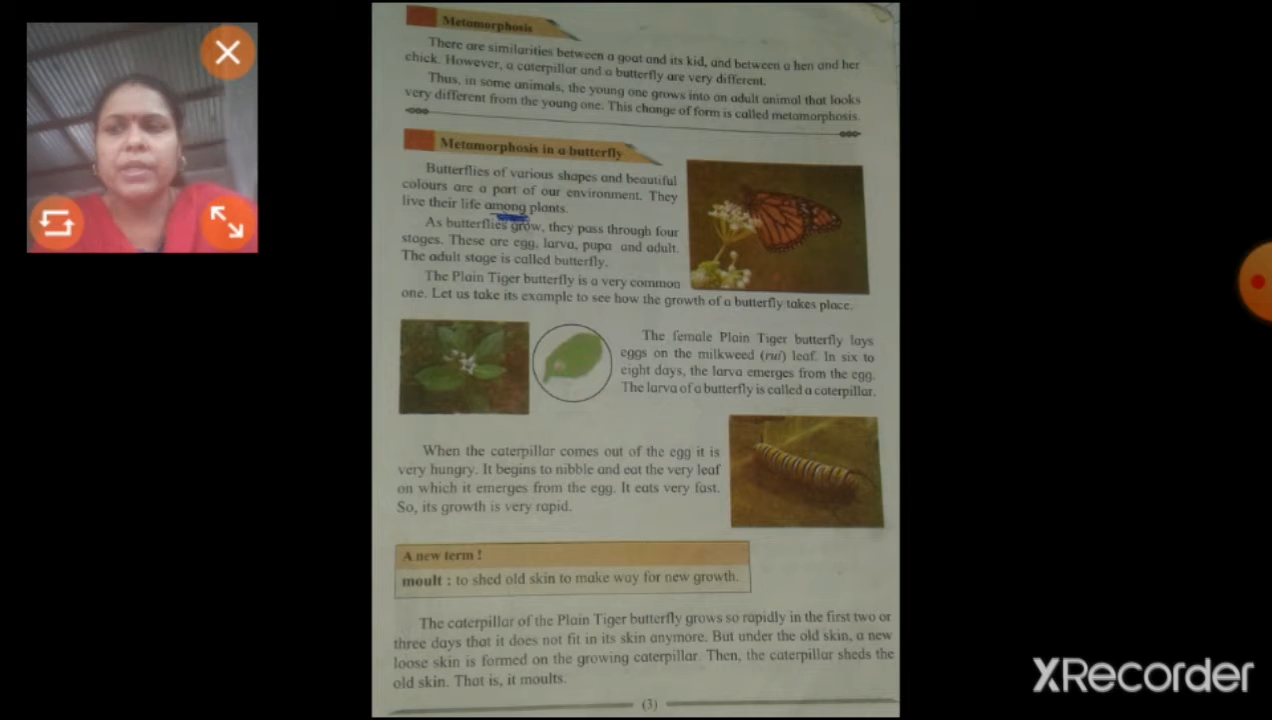 Metamorphosis
There are similarities between a goat and its kid, and between a hen and her
chick. However, a caterpillar and a butterfly are very different.
Thus, in some animals, the young one grows into an adult animal that looks
very different from the young one. This change of form is called metamorphosis.
Metamorphosis in a butterfly
Butterflies of various shapes and beautiful
colours are a part of our environment. They
live their life among plants.
As butterflies grow, they pass through four
stages. These are egg, larva, pupa and adult.
The adult stage is called butterfly.
The Plain Tiger butterfly is a very common
one. Let us take its example to see how the growth of a butterfly takes place.
The female Plain Tiger butterfly lays
eggs on the milkweed (rui) leaf. In six to
eight days, the larva emerges from the egg.
The larva of a butterfly is called a caterpillar.
When the caterpillar comes out of the egg it is
very hungry. It begins to nibble and eat the very leaf
on which it emerges from the egg. It eats very fast.
So, its growth is very rapid.
A new term !
moult : to shed old skin to make way for new growth.
The caterpillar of the Plain Tiger butterfly grows so rapidly in the first two or
three days that it does not fit in its skin anymore. But under the old skin, a new
loose skin is formed on the growing caterpillar. Then, the caterpillar sheds the
old skin. That is, it moults.
(3)
XRecorder